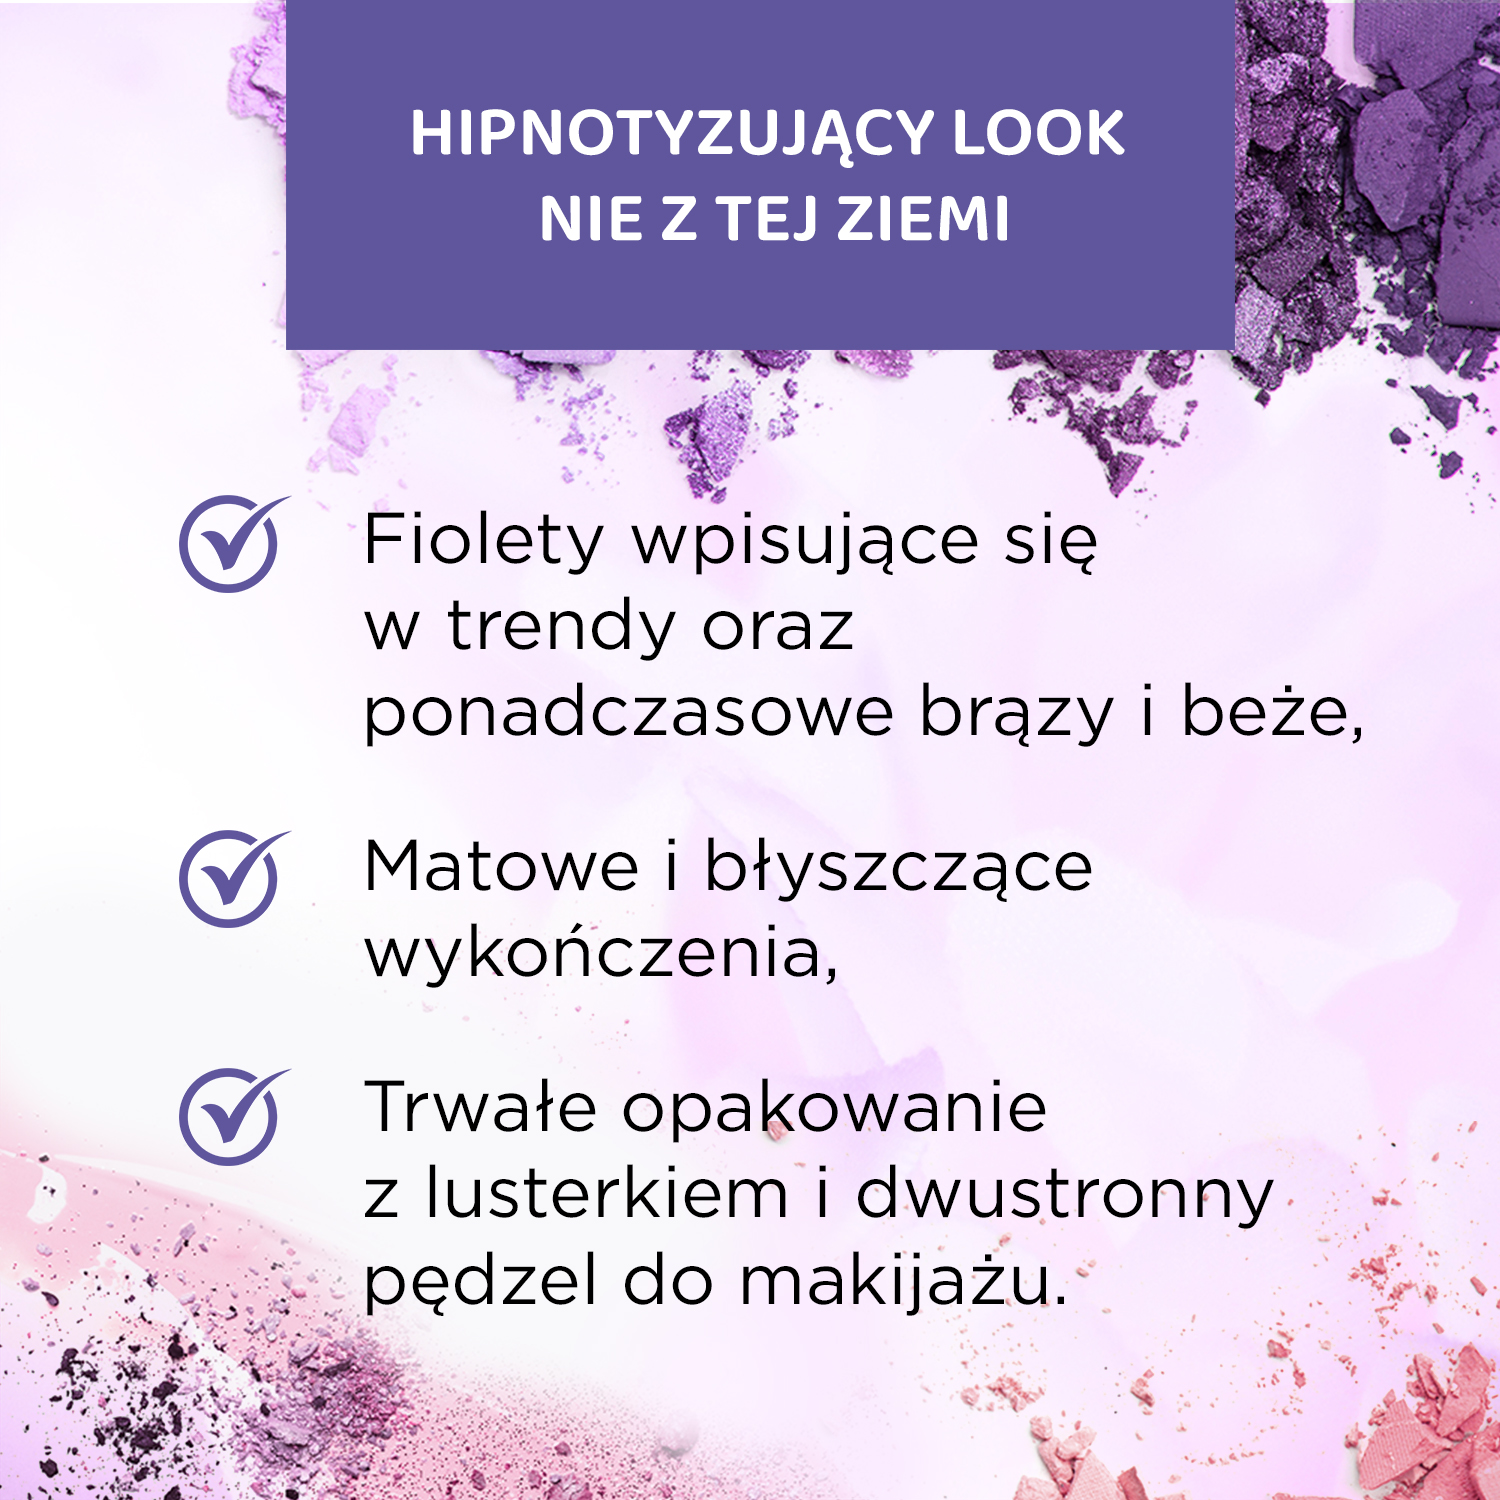 HIPNOTYZUJĄCY LOOK
NIE Z TEJ ZIEMI
Fiolety wpisujące się
w trendy oraz
ponadczasowe brązy i beże,
Matowe i błyszczące
wykończenia,
Trwałe opakowanie
z lusterkiem i dwustronny
pędzel do makijażu.